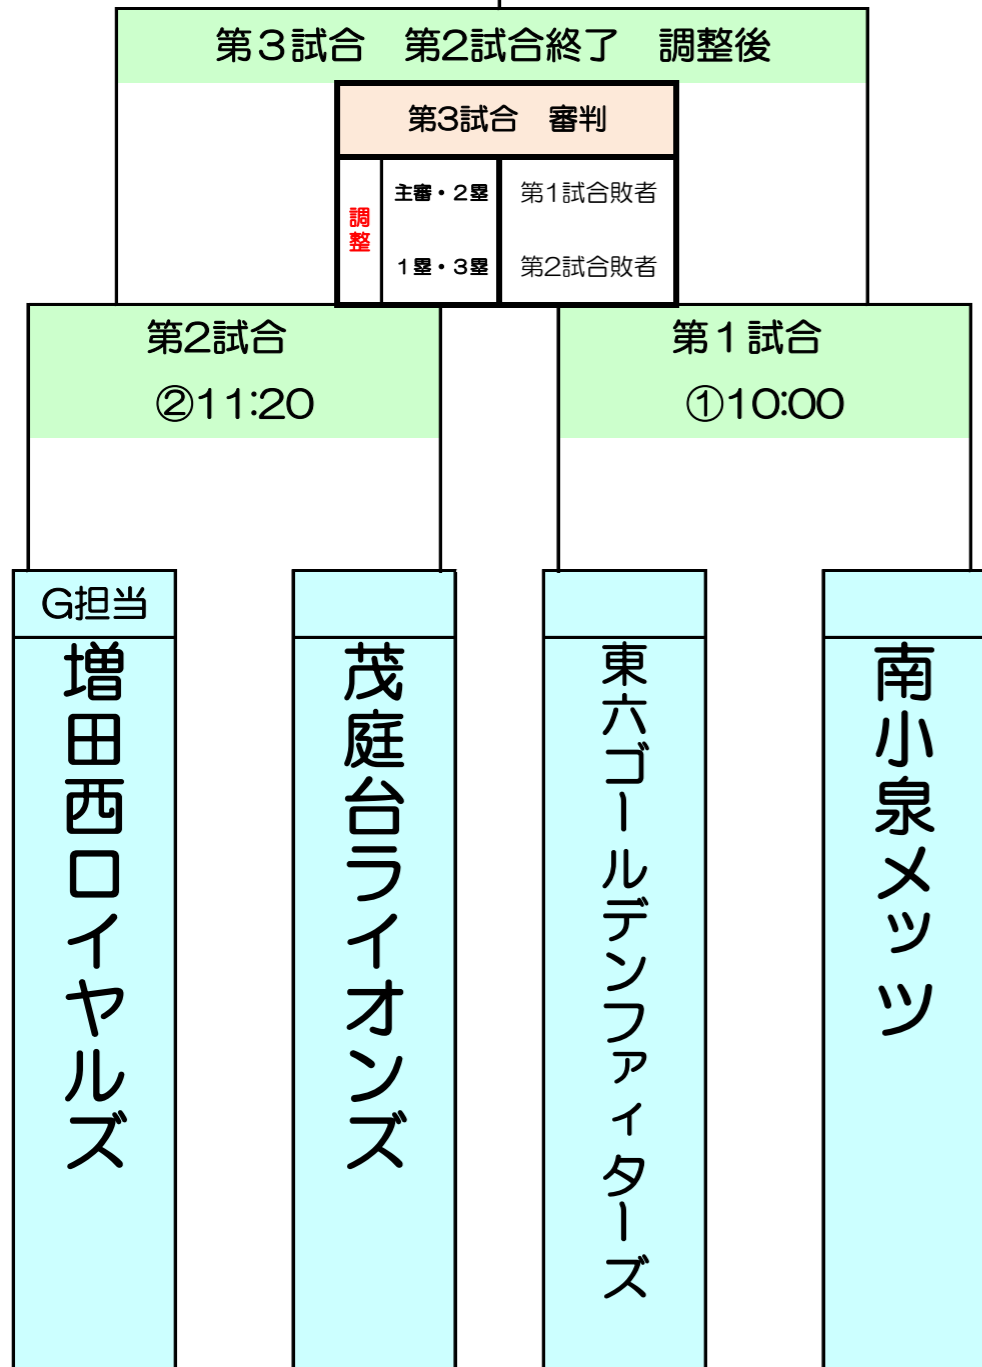 第３試合　第2試合終了　調整後
第3試合　審判
調整
主審・２塁
第1試合敗者
１塁・３塁
第2試合敗者
第2試合
②11:20
第１試合
①10:00
G担当
増田西ロイヤルズ
茂庭台ライオンズ
東六ゴールデンファイターズ
南小泉メッツ